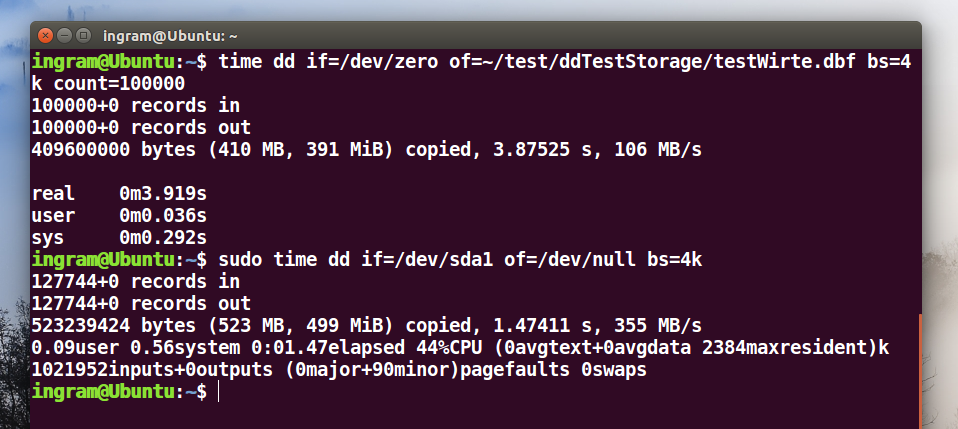 ingram@Ubuntu: ~
ingram@Ubuntu:~$ time dd if=/dev/zero of=~/test/ddTestStorage/testWirte.dbf bs=4
k count=100000
100000+0 records in
100000+0 records out
409600000 bytes (410 MB, 391 MiB) copied, 3.87525 s, 106 MB/s
real    0m3.919s
user    0m0.036s
sys     0m0.292s
ingram@Ubuntu:~$ sudo time dd if=/dev/sda1 of=/dev/null bs=4k
127744+0 records in
127744+0 records out
523239424 bytes (523 MB, 499 MiB) copied, 1.47411 s, 355 MB/s
0.09user 0.56system 0:01.47elapsed 44%CPU (0avgtext+0avgdata 2384maxresident)k
1021952inputs+0outputs (0major+90minor)pagefaults 0swaps
ingram@Ubuntu:~$